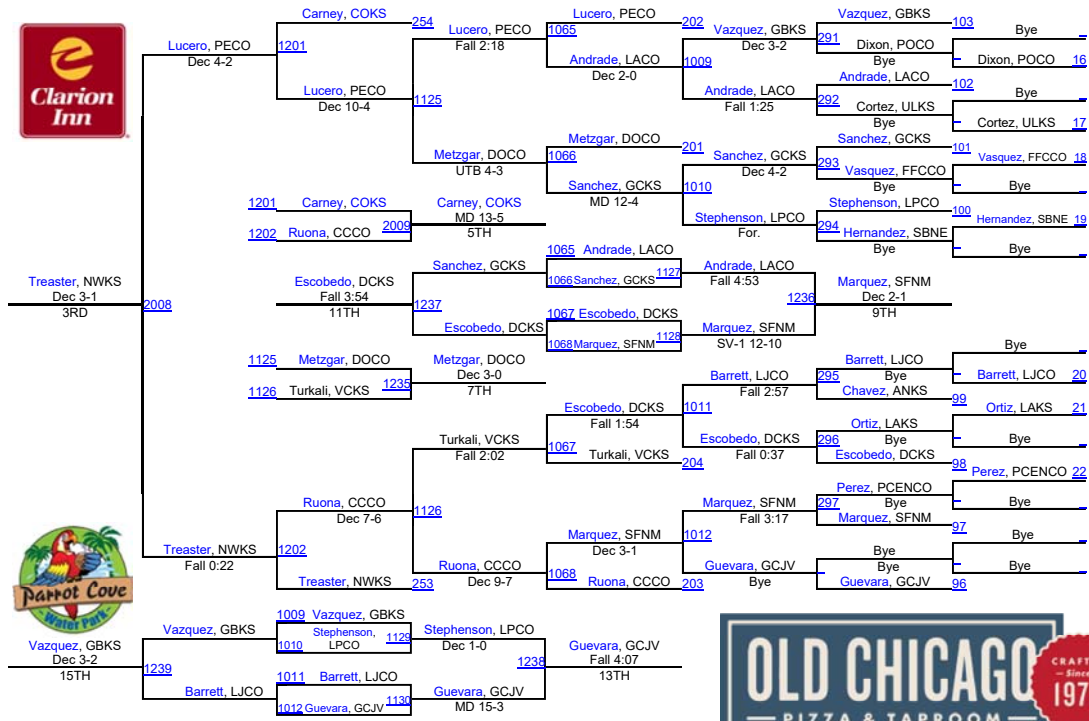 Carney, COKS
254
Lucero, PECO
202
Vazquez, GBKS
103
Bye
Lucero, PECO
Dec 4-2
1201
Lucero, PECO
Fall 2:18
1065
Vazquez, GBKS
Dec 3-2
291
Dixon, POCO
Bye
Dixon, POCO
16
Andrade, LACO
Dec 2-0
1009
Andrade, LACO
102
Bye
Lucero, PECO
Dec 10-4
1125
Andrade, LACO
Fall 1:25
292
Cortez, ULKS
Bye
Cortez, ULKS
17
Clarion
Inn
Metzgar, DOCO
UTB 4-3
1066
Metzgar, DOCO
201
Sanchez, GCKS
Dec 4-2
293
Sanchez, GCKS
101
Vasquez, FFCCO
18
Vasquez, FFCCO
Bye
Bye
Sanchez, GCKS
MD 12-4
1010
Stephenson, LPCO
For.
294
Stephenson, LPCO
100
Hernandez, SBNE
19
Hernandez, SBNE
Bye
Bye
1201
Carney, COKS
1202
Ruona, CCCO
2009
Carney, COKS
MD 13-5
5TH
Treaster, NWKS
Dec 3-1
3RD
2008
Escobedo, DCKS
Fall 3:54
11TH
1237
Sanchez, GCKS
Escobedo, DCKS
1065
Andrade, LACO
1066
Sanchez, GCKS
1127
1067
Escobedo, DCKS
1068
Marquez, SFNM
1128
Andrade, LACO
Fall 4:53
Marquez, SFNM
SV-1 12-10
1236
Marquez, SFNM
Dec 2-1
9TH
1125
Metzgar, DOCO
1126
Turkali, VCKS
1235
Metzgar, DOCO
Dec 3-0
7TH
Barrett, LJCO
Fall 2:57
295
Barrett, LJCO
Bye
Bye
Barrett, LJCO
20
Chavez, ANKS
99
Escobedo, DCKS
Fall 1:54
1011
Ortiz, LAKS
21
Ortiz, LAKS
Bye
Bye
Escobedo, DCKS
Fall 0:37
296
Escobedo, DCKS
98
Turkali, VCKS
Fall 2:02
1067
Turkali, VCKS
204
Perez, PCENCO
22
Perez, PCENCO
Bye
Bye
Marquez, SFNM
Fall 3:17
297
Marquez, SFNM
97
Ruona, CCCO
Dec 7-6
1126
Marquez, SFNM
Dec 3-1
1012
Bye
Bye
Bye
Guevara, GCJV
Bye
Guevara, GCJV
96
Treaster, NWKS
Fall 0:22
1202
Ruona, CCCO
Dec 9-7
1068
Ruona, CCCO
203
Treaster, NWKS
253
Parrot Cove
Water Park
Vazquez, GBKS
Dec 3-2
15TH
1239
Vazquez, GBKS
Barrett, LJCO
1009
Vazquez, GBKS
1010
Stephenson,
LPCO
1129
1011
Barrett, LJCO
1012
Guevara, GCJV
1130
Stephenson, LPCO
Dec 1-0
Guevara, GCJV
MD 15-3
1238
Guevara, GCJV
Fall 4:07
13TH
OLD CHICAGO
PIZZA & TAPROOM
CRAFT
Since
197